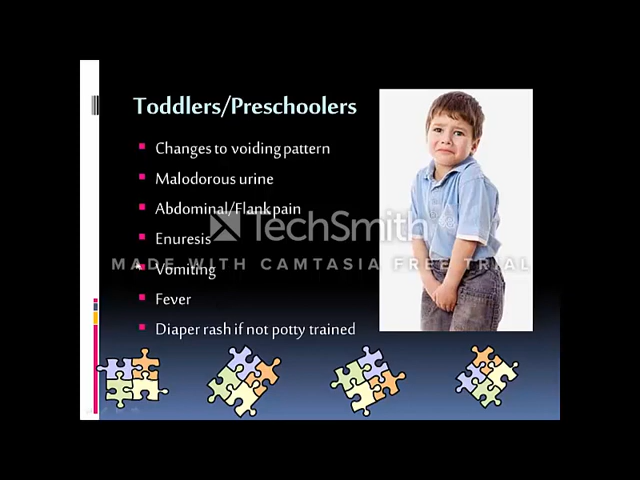 Toddlers/Preschoolers
Changes to voiding pattern
Malodorous urine
Abdominal/Flank pain
TechSmith
Enuresis
MADE WITH CAMTASIA FREE TRIAL
Vomiting
Fever
Diaper rash if not potty trained